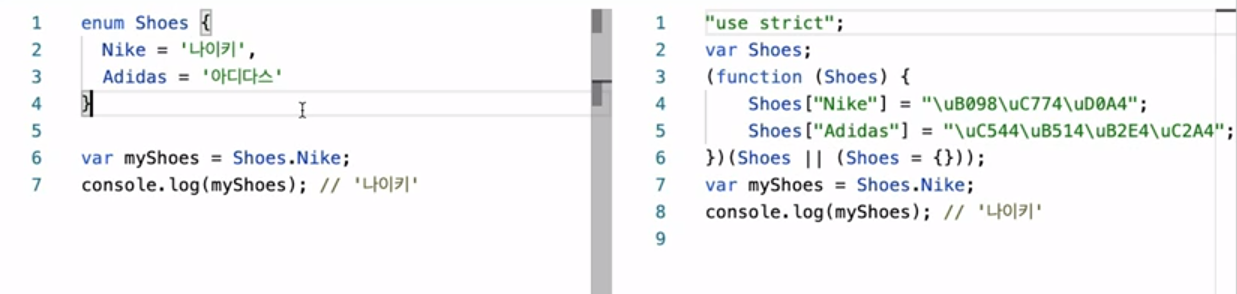 1 enum Shoes {
2   Nike = '나이키',
3   Adidas = '아디다스'
4 }
5
6 var myShoes = Shoes.Nike;
7 console.log(myShoes); // '나이키'
1 "use strict";
2 var Shoes;
3 (function (Shoes) {
4     Shoes["Nike"] = "\uB098\uC774\uD0A4";
5     Shoes["Adidas"] = "\uC544\uB514\uB2E4\uC2A4";
6 })(Shoes || (Shoes = {}));
7 var myShoes = Shoes.Nike;
8 console.log(myShoes); // '나이키'
9